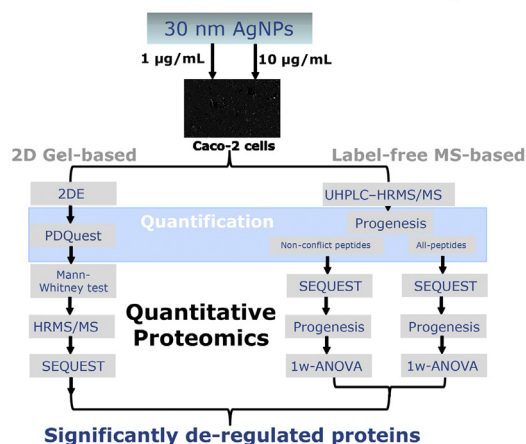 30 nm AgNPs
1 µg/mL
10 µg/mL
Caco-2 cells
2D Gel-based
Label-free MS-based
2DE
UHPLC–HRMS/MS
Quantification
Progenesis
PDQuest
Non-conflict peptides
All-peptides
Mann-
Whitney test
SEQUEST
SEQUEST
Quantitative
Proteomics
HRMS/MS
Progenesis
Progenesis
SEQUEST
1w-ANOVA
1w-ANOVA
Significantly de-regulated proteins